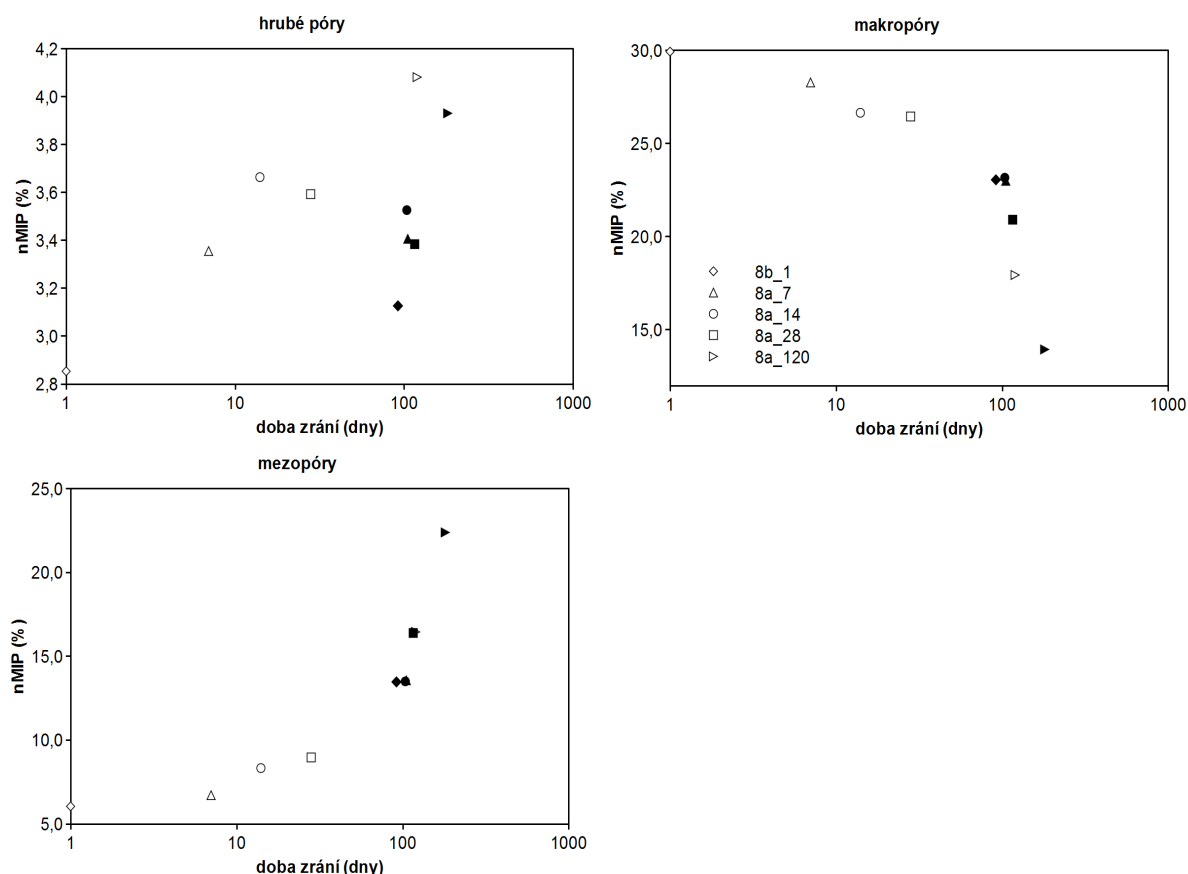 hrubé póry
4,2
4,0
3,8
3,6
3,4
3,2
3,0
2,8
nMIP (%)
1 10 100 1000
doba zrání (dny)
makropóry
30,0
25,0
20,0
15,0
nMIP (% )
8b_1
8a_7
8a_14
8a_28
8a_120
1 10 100 1000
doba zrání (dny)
mezopóry
25,0
20,0
15,0
10,0
5,0
nMIP (% )
1 10 100 1000
doba zrání (dny)